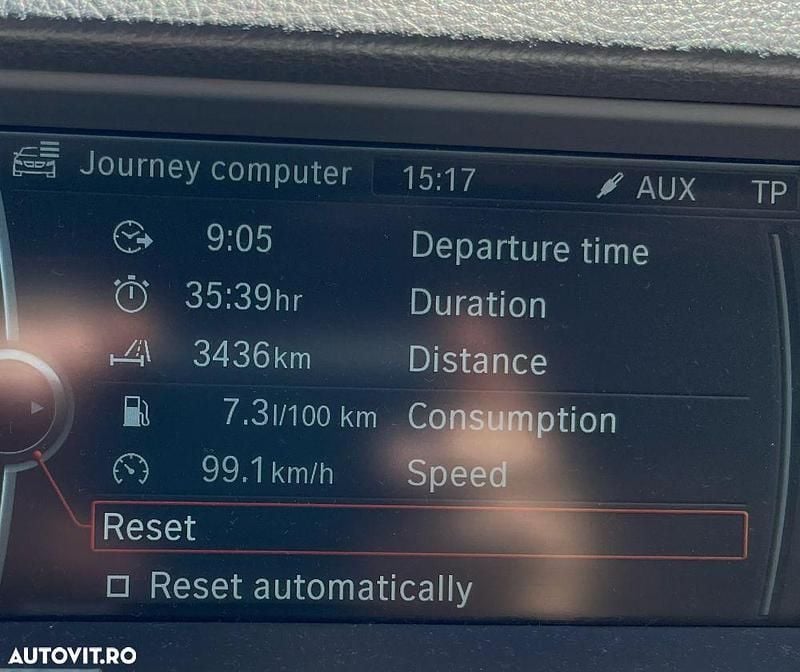 Journey computer 15:17 AUX TP
9:05 Departure time
35:39hr Duration
3436km Distance
7.3l/100 km Consumption
99.1km/h Speed
Reset
Reset automatically
AUTOVIT.RO